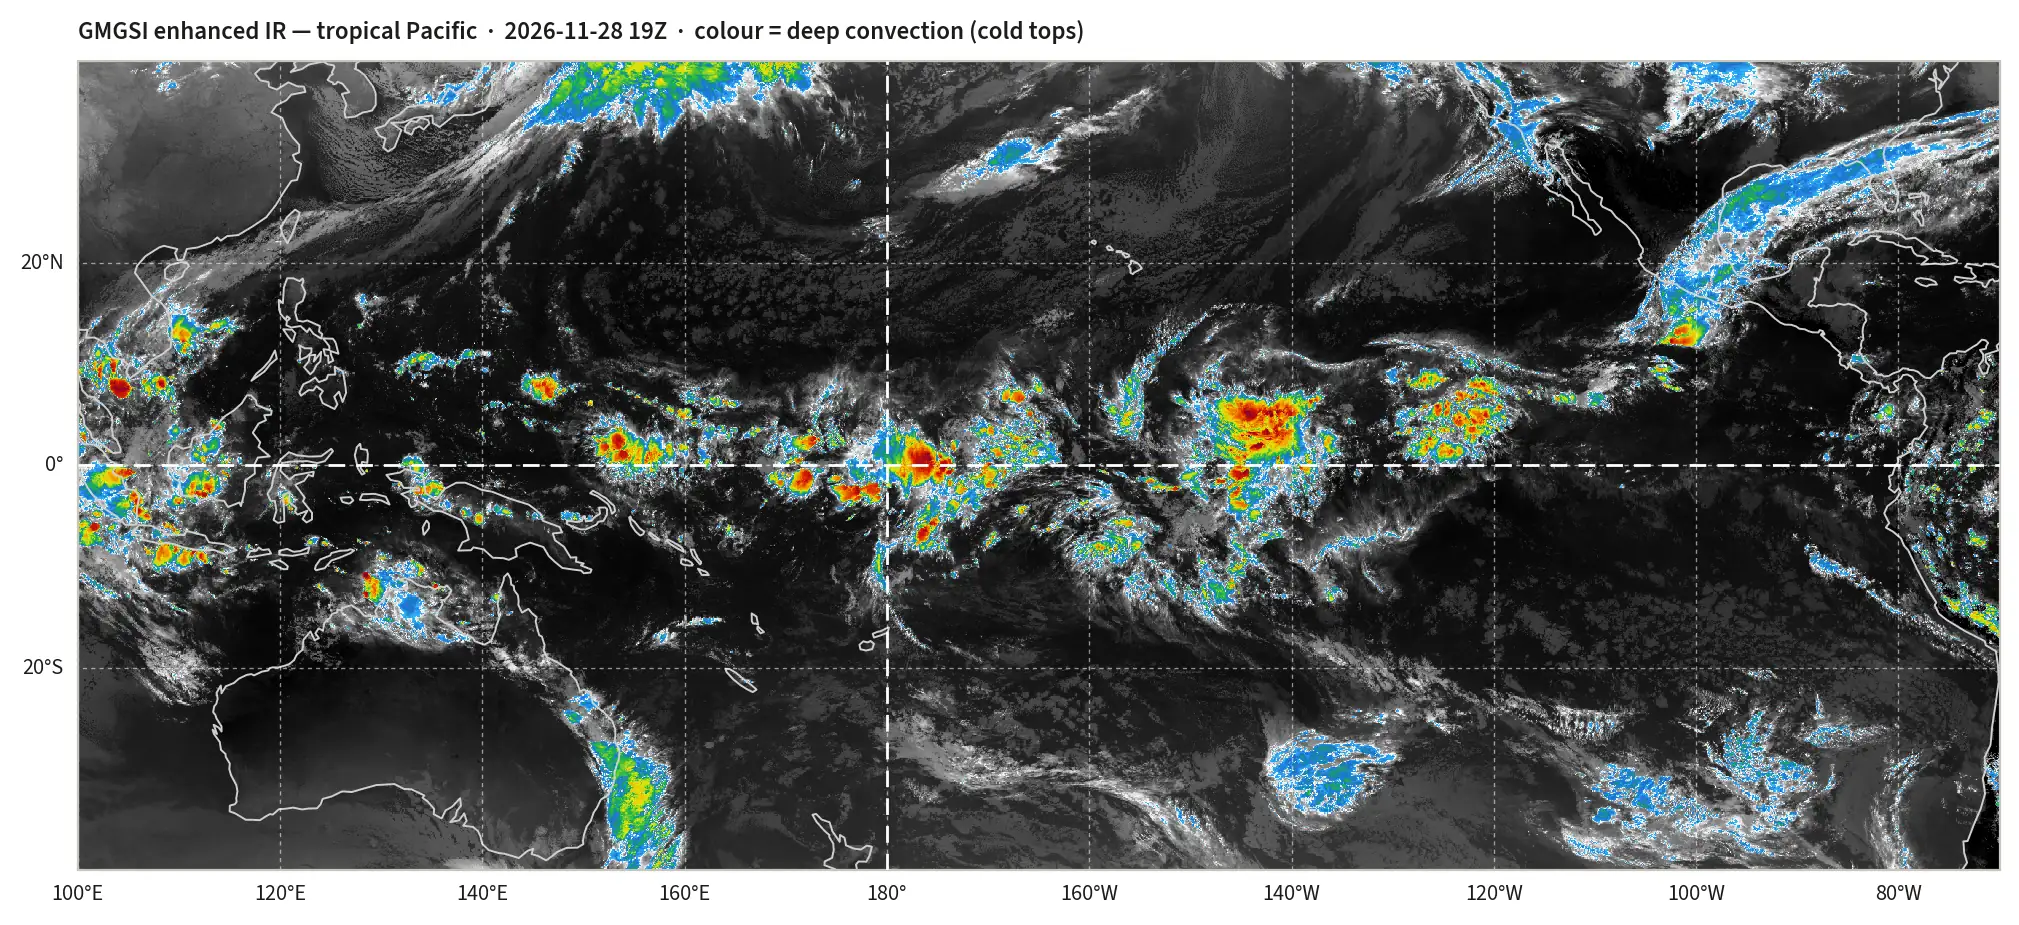 GMGSI enhanced IR — tropical Pacific · 2026-11-28 19Z · colour = deep convection (cold tops)
20°N
0°
20°S
100°E 120°E 140°E 160°E 180° 160°W 140°W 120°W 100°W 80°W